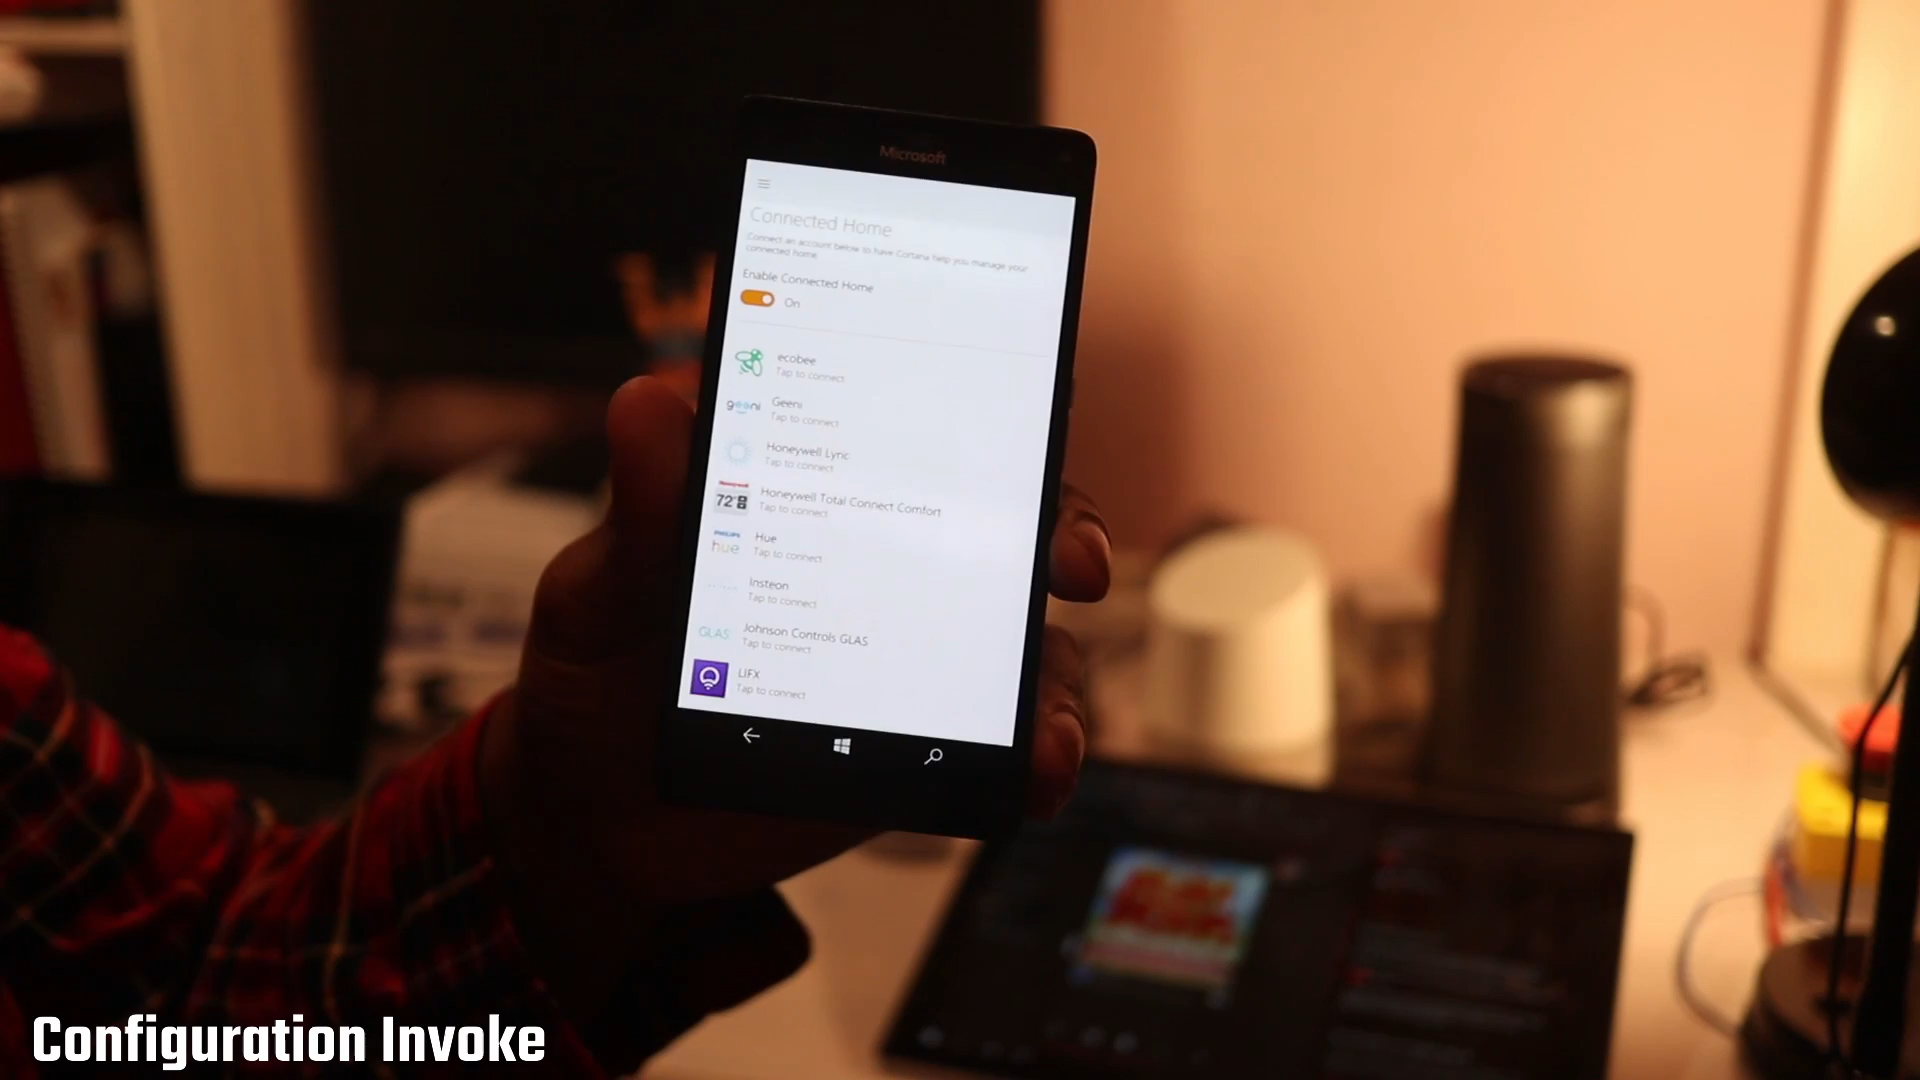 Microsoft
Connected Home
Connect an account below to have Cortana help you manage your
connected home.
Enable Connected Home
On
ecobee
Tap to connect
geeni
Geeni
Tap to connect
Honeywell Lyric
Tap to connect
Honeywell
72°
Honeywell Total Connect Comfort
Tap to connect
PHILIPS
hue
Hue
Tap to connect
Insteon
Tap to connect
GLAS
Johnson Controls GLAS
Tap to connect
LIFX
Tap to connect
Configuration Invoke